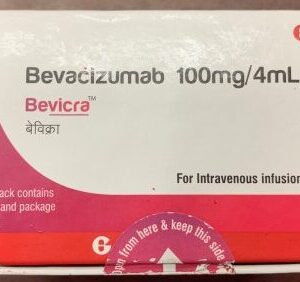 Bevacizumab 100mg/4mL
Bevicra™
बेविक्रा
For Intravenous infusion
ack contains
and package
Open from here & keep this side